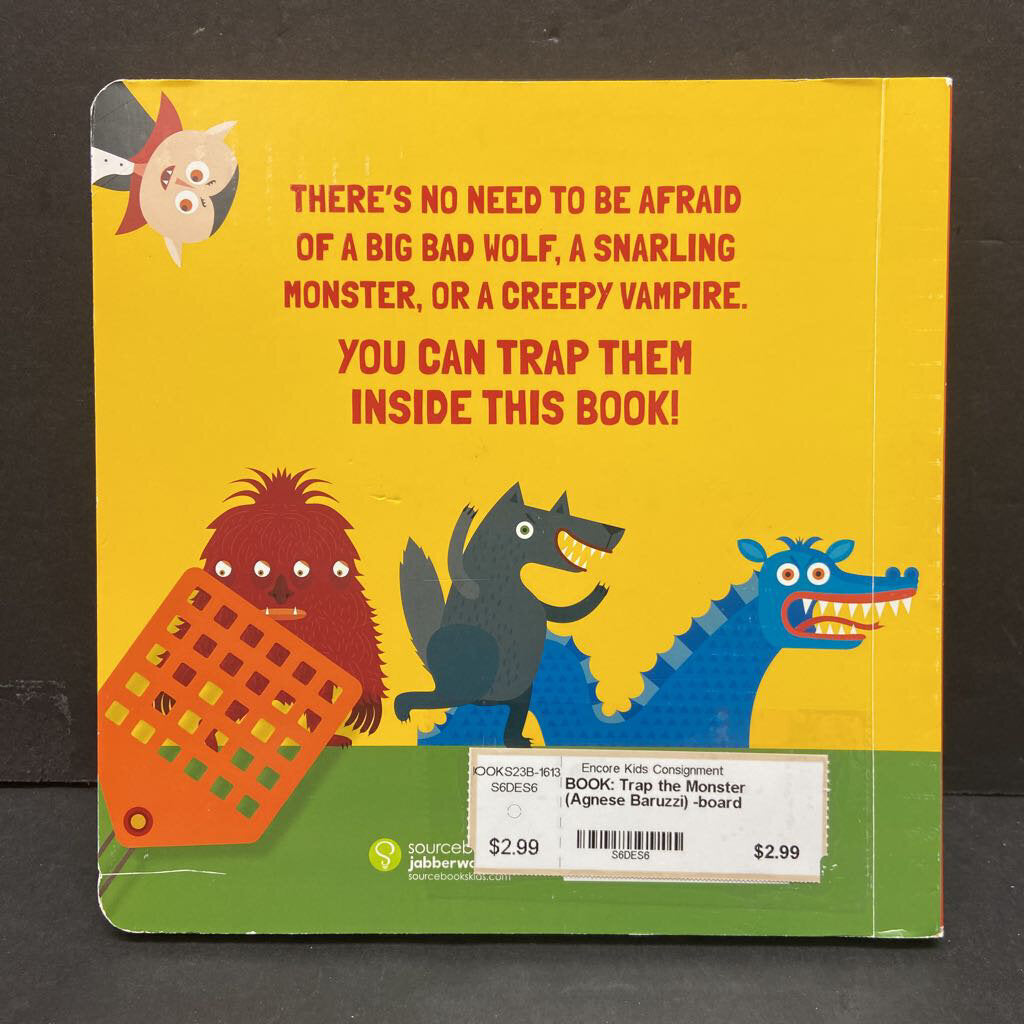 THERE'S NO NEED TO BE AFRAID
OF A BIG BAD WOLF, A SNARLING
MONSTER, OR A CREEPY VAMPIRE.
YOU CAN TRAP THEM
INSIDE THIS BOOK!
OOKS23B-1613
S6DES6
$2.99
Encore Kids Consignment
BOOK: Trap the Monster
(Agnese Baruzzi) -board
S6DES6
$2.99
sourceb
jabberwo
sourcebookskids.com